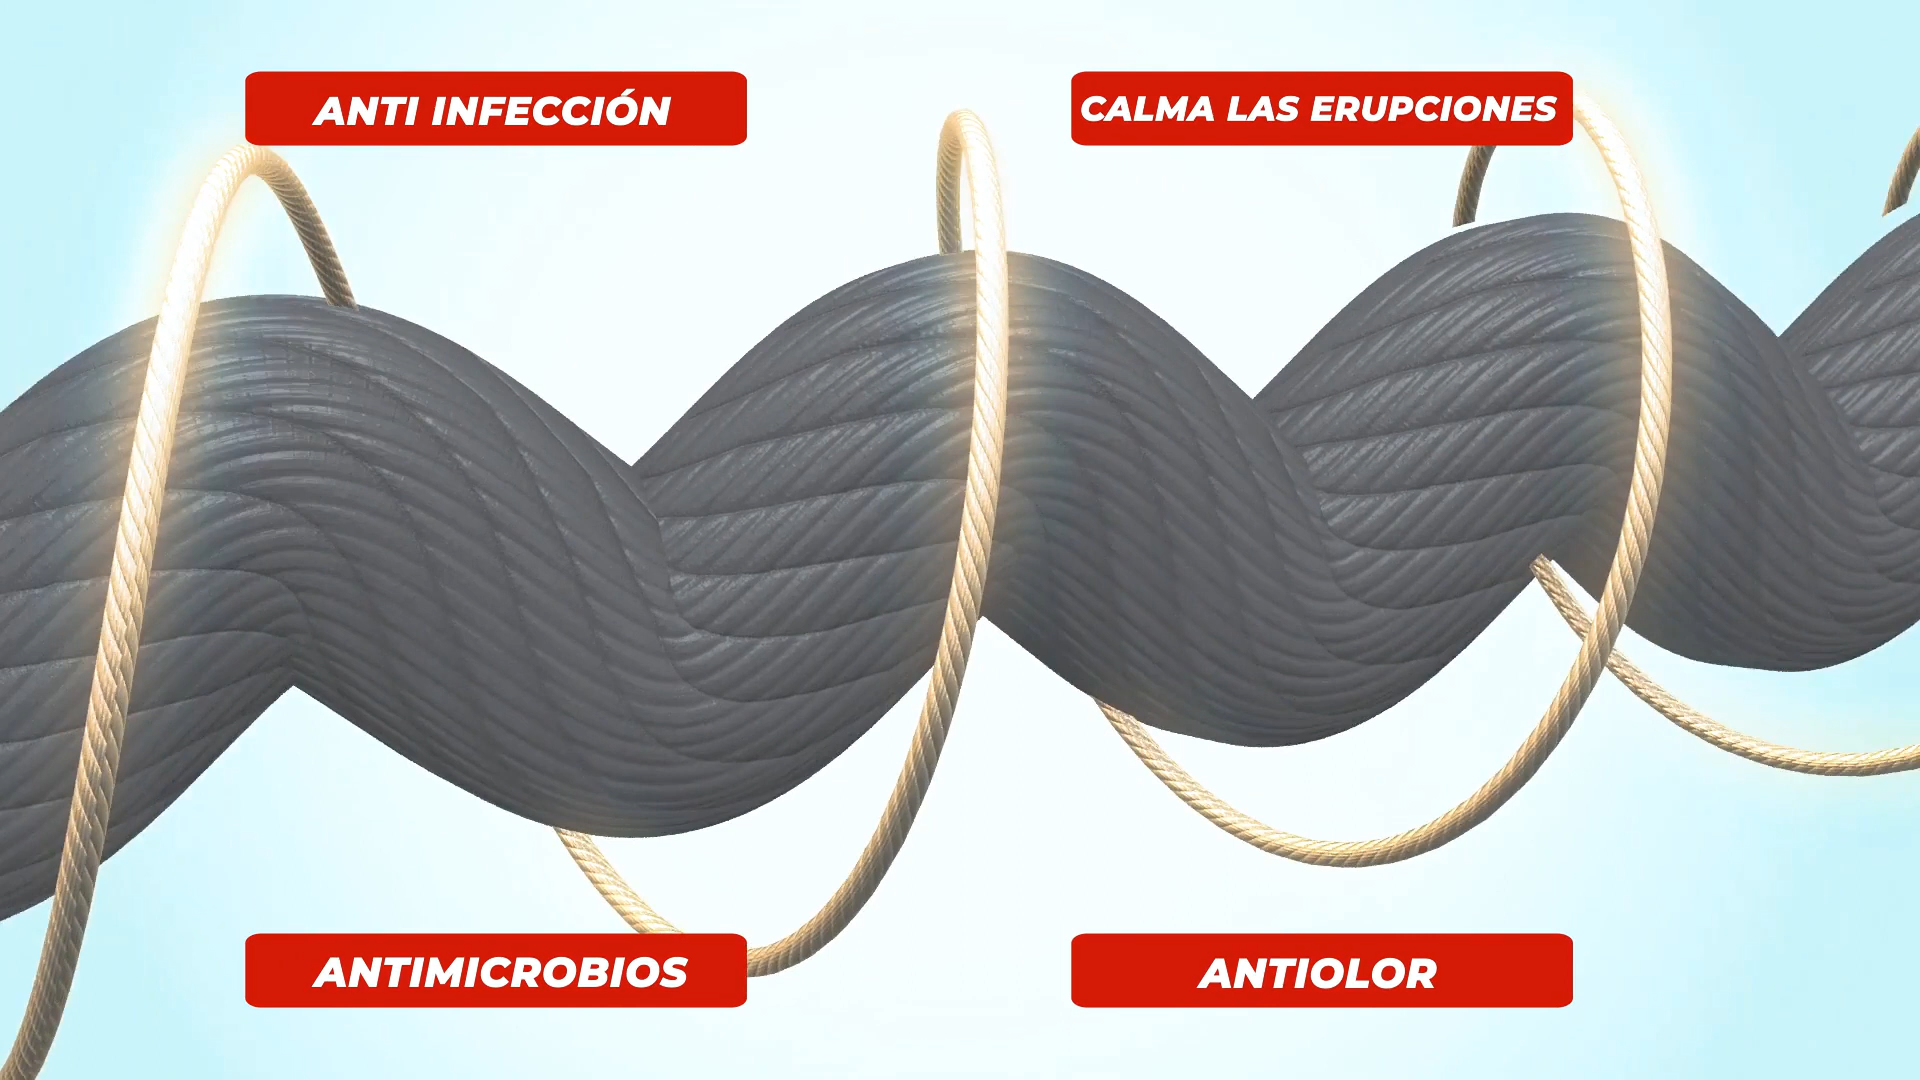 ANTI INFECCIÓN
CALMA LAS ERUPCIONES
ANTIMICROBIOS
ANTIOLOR